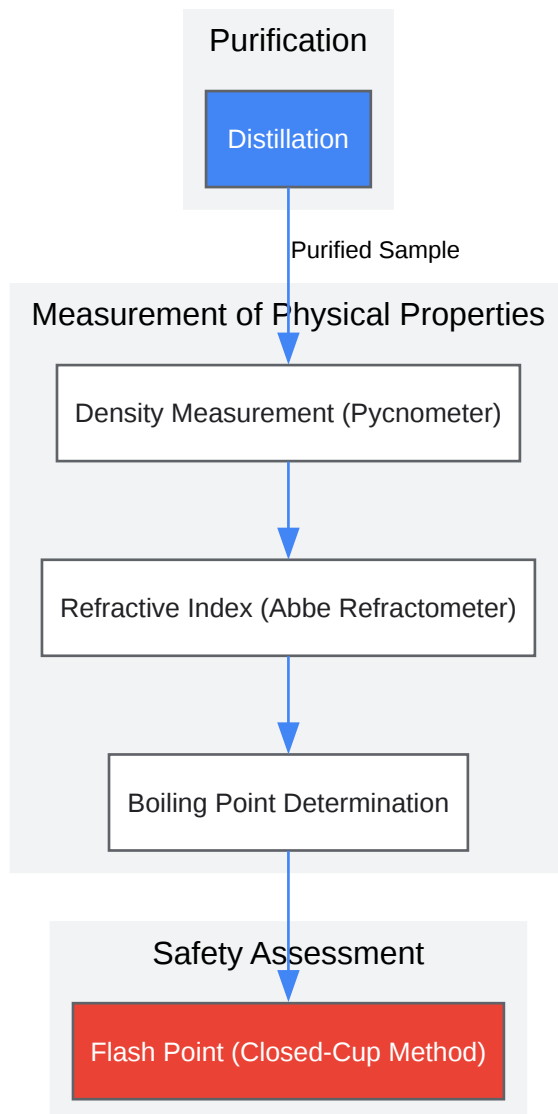 Purification
Distillation
Purified Sample
Measurement of Physical Properties
Density Measurement (Pycnometer)
Refractive Index (Abbe Refractometer)
Boiling Point Determination
Safety Assessment
Flash Point (Closed-Cup Method)